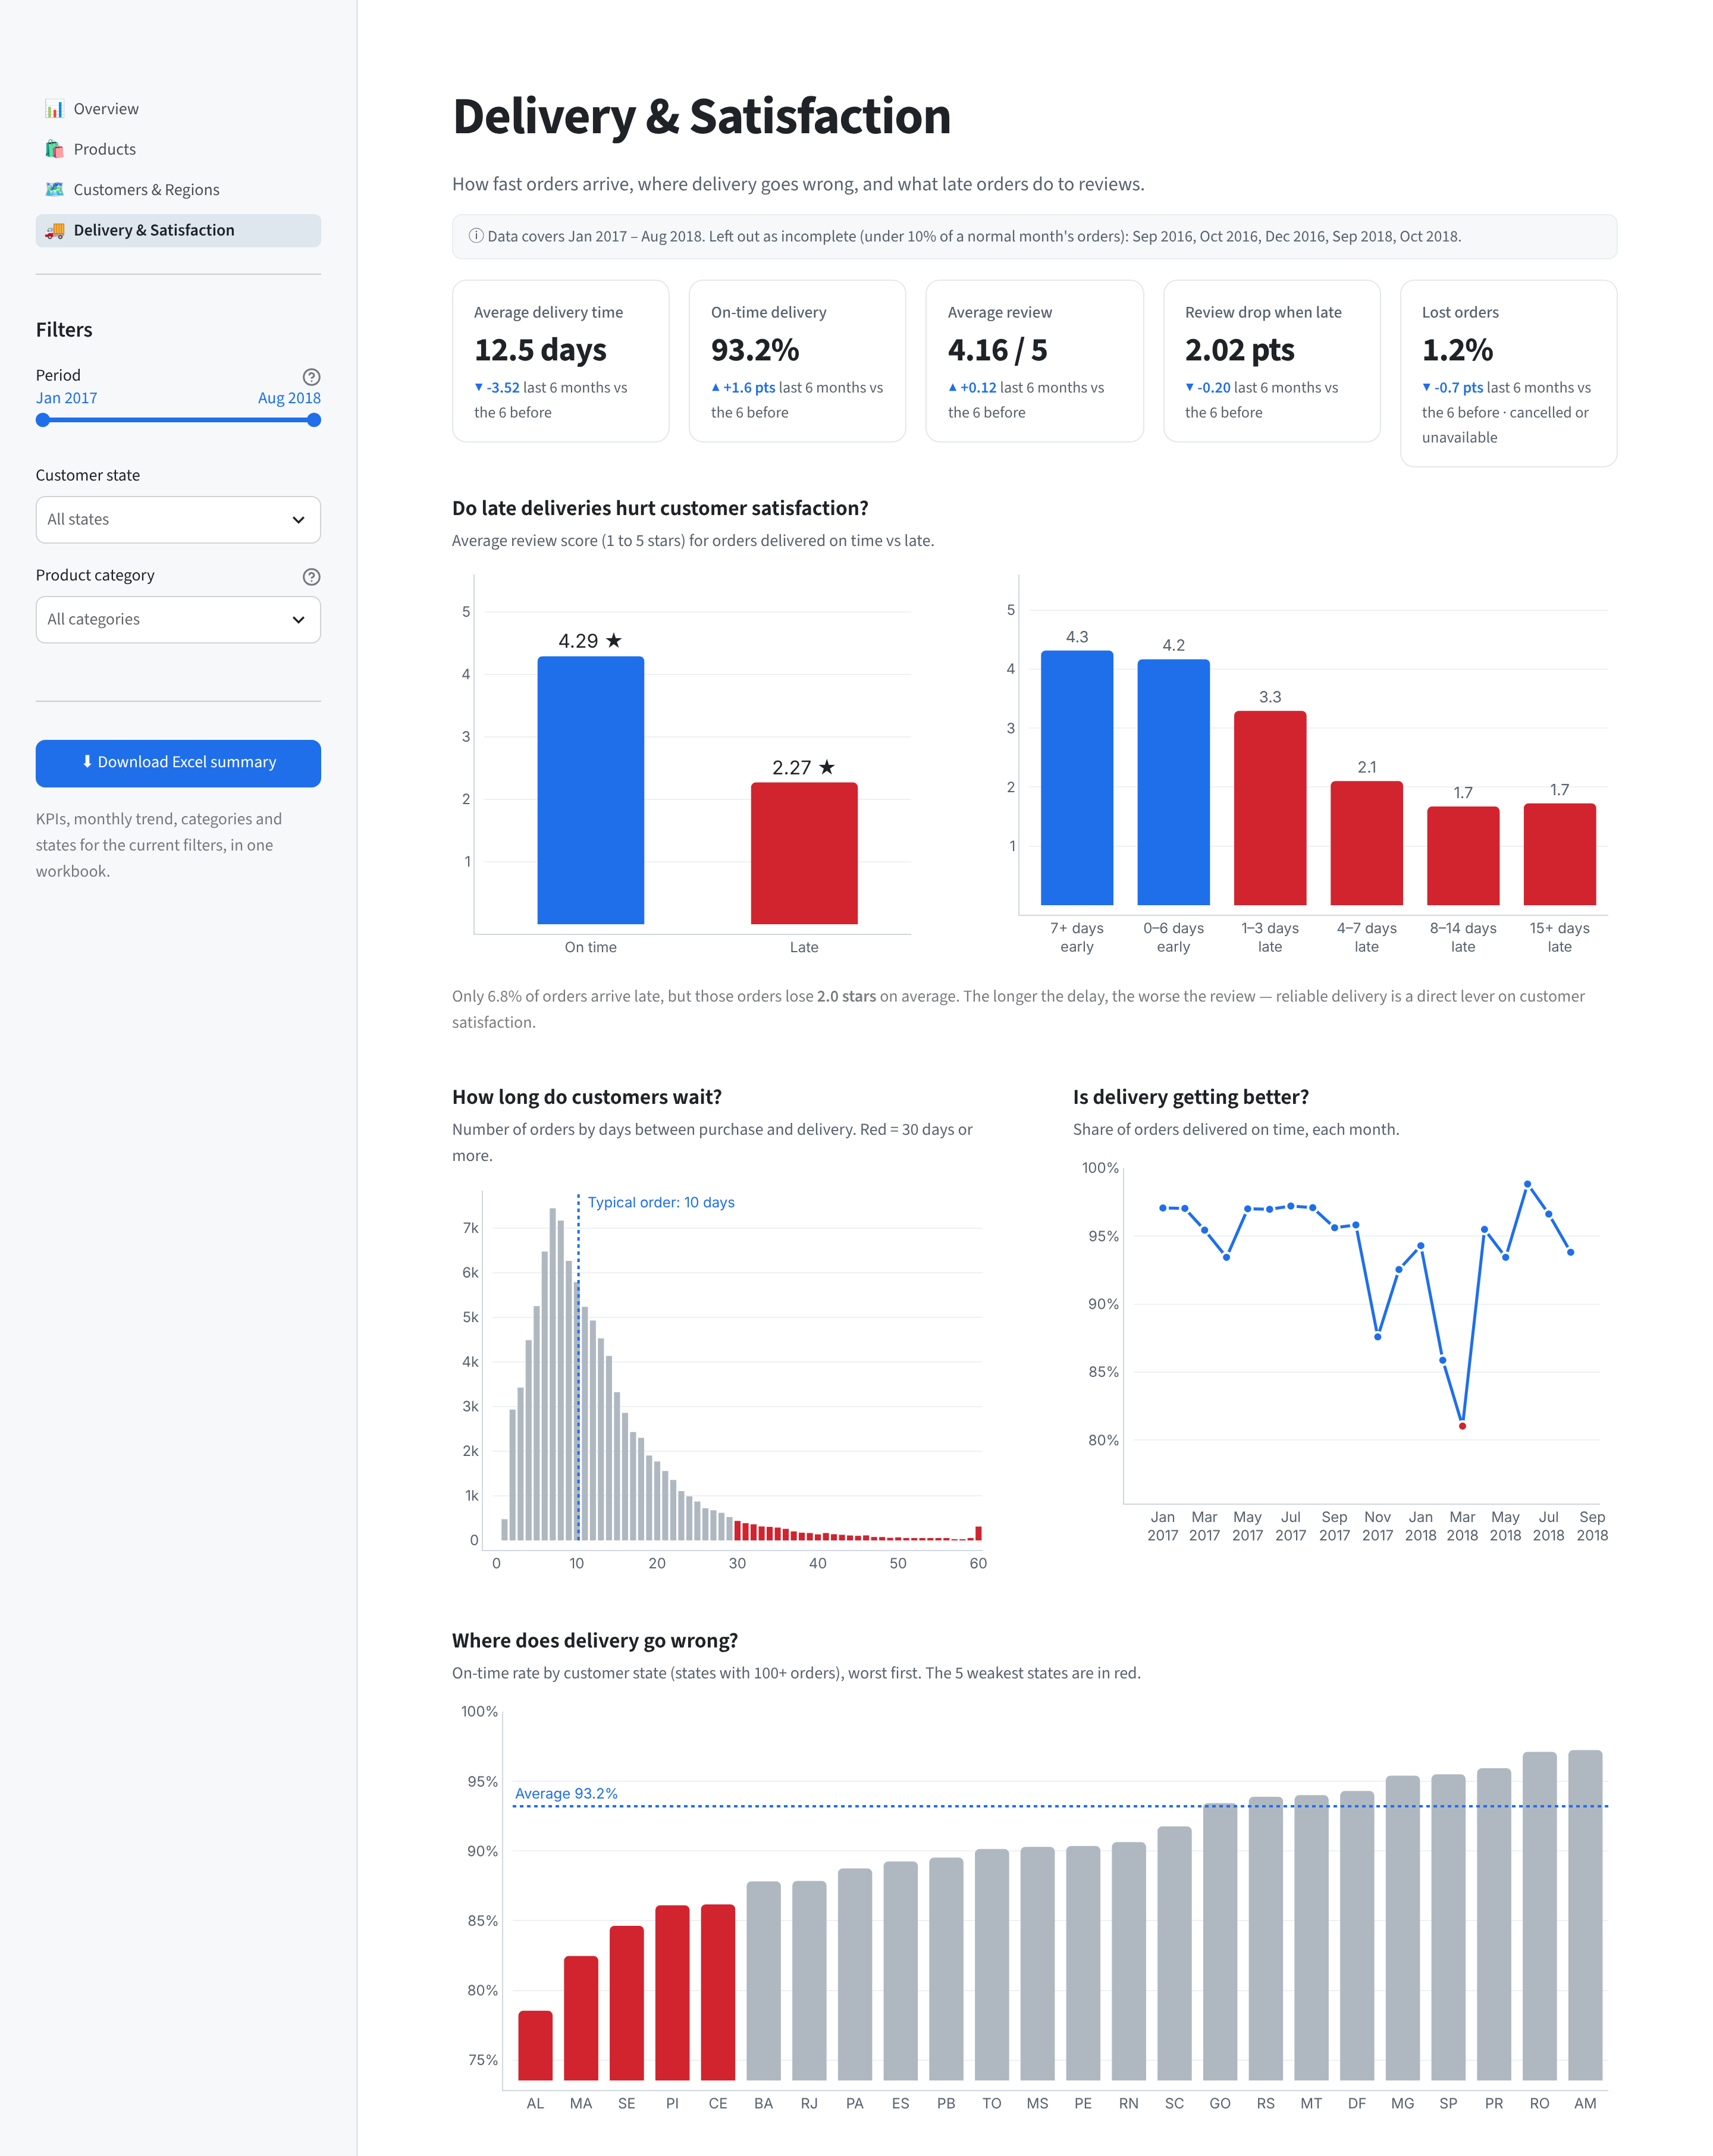 📊 Overview
🛍️ Products
🗺️ Customers & Regions
🚚 Delivery & Satisfaction
Filters
Period
Jan 2017 Aug 2018
Customer state
All states
Product category
All categories
⬇ Download Excel summary
KPIs, monthly trend, categories and
states for the current filters, in one
workbook.
Delivery & Satisfaction
How fast orders arrive, where delivery goes wrong, and what late orders do to reviews.
ⓘ Data covers Jan 2017 – Aug 2018. Left out as incomplete (under 10% of a normal month's orders): Sep 2016, Oct 2016, Dec 2016, Sep 2018, Oct 2018.
Average delivery time
12.5 days
▼ -3.52 last 6 months vs
the 6 before
On-time delivery
93.2%
▲ +1.6 pts last 6 months vs
the 6 before
Average review
4.16 / 5
▲ +0.12 last 6 months vs
the 6 before
Review drop when late
2.02 pts
▼ -0.20 last 6 months vs
the 6 before
Lost orders
1.2%
▼ -0.7 pts last 6 months vs
the 6 before · cancelled or
unavailable
Do late deliveries hurt customer satisfaction?
Average review score (1 to 5 stars) for orders delivered on time vs late.
5
4
3
2
1
4.29 ★
2.27 ★
On time Late
5
4
3
2
1
4.3 4.2 3.3 2.1 1.7 1.7
7+ days 0–6 days 1–3 days 4–7 days 8–14 days 15+ days
early early late late late late
Only 6.8% of orders arrive late, but those orders lose 2.0 stars on average. The longer the delay, the worse the review — reliable delivery is a direct lever on customer
satisfaction.
How long do customers wait?
Number of orders by days between purchase and delivery. Red = 30 days or
more.
Typical order: 10 days
7k
6k
5k
4k
3k
2k
1k
0
0 10 20 30 40 50 60
Is delivery getting better?
Share of orders delivered on time, each month.
100%
95%
90%
85%
80%
Jan Mar May Jul Sep Nov Jan Mar May Jul Sep
2017 2017 2017 2017 2017 2017 2018 2018 2018 2018 2018
Where does delivery go wrong?
On-time rate by customer state (states with 100+ orders), worst first. The 5 weakest states are in red.
100%
95%
Average 93.2%
90%
85%
80%
75%
AL MA SE PI CE BA RJ PA ES PB TO MS PE RN SC GO RS MT DF MG SP PR RO AM